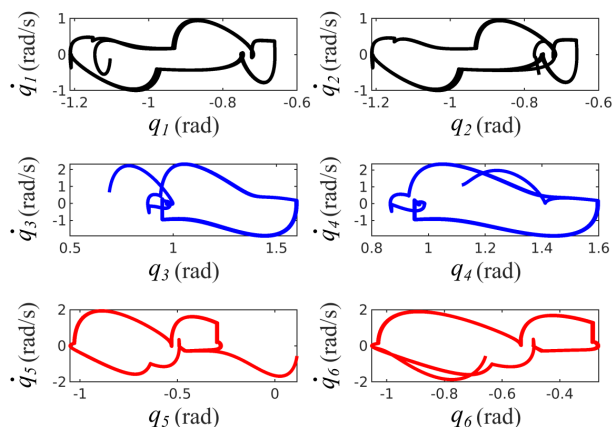 1 1
q̇1 (rad/s) 0 q̇2 (rad/s) 0
-1 -1
-1.2 -1 -0.8 -0.6 -1.2 -1 -0.8 -0.6
q1 (rad) q2 (rad)
2 2
q̇3 (rad/s) 1 q̇4 (rad/s) 1
0 0
-1 -1
0.5 1 1.5 0.8 1 1.2 1.4 1.6
q3 (rad) q4 (rad)
2 2
q̇5 (rad/s) 0 q̇6 (rad/s) 0
-2 -2
-1 -0.5 0 -1 -0.8 -0.6 -0.4
q5 (rad) q6 (rad)